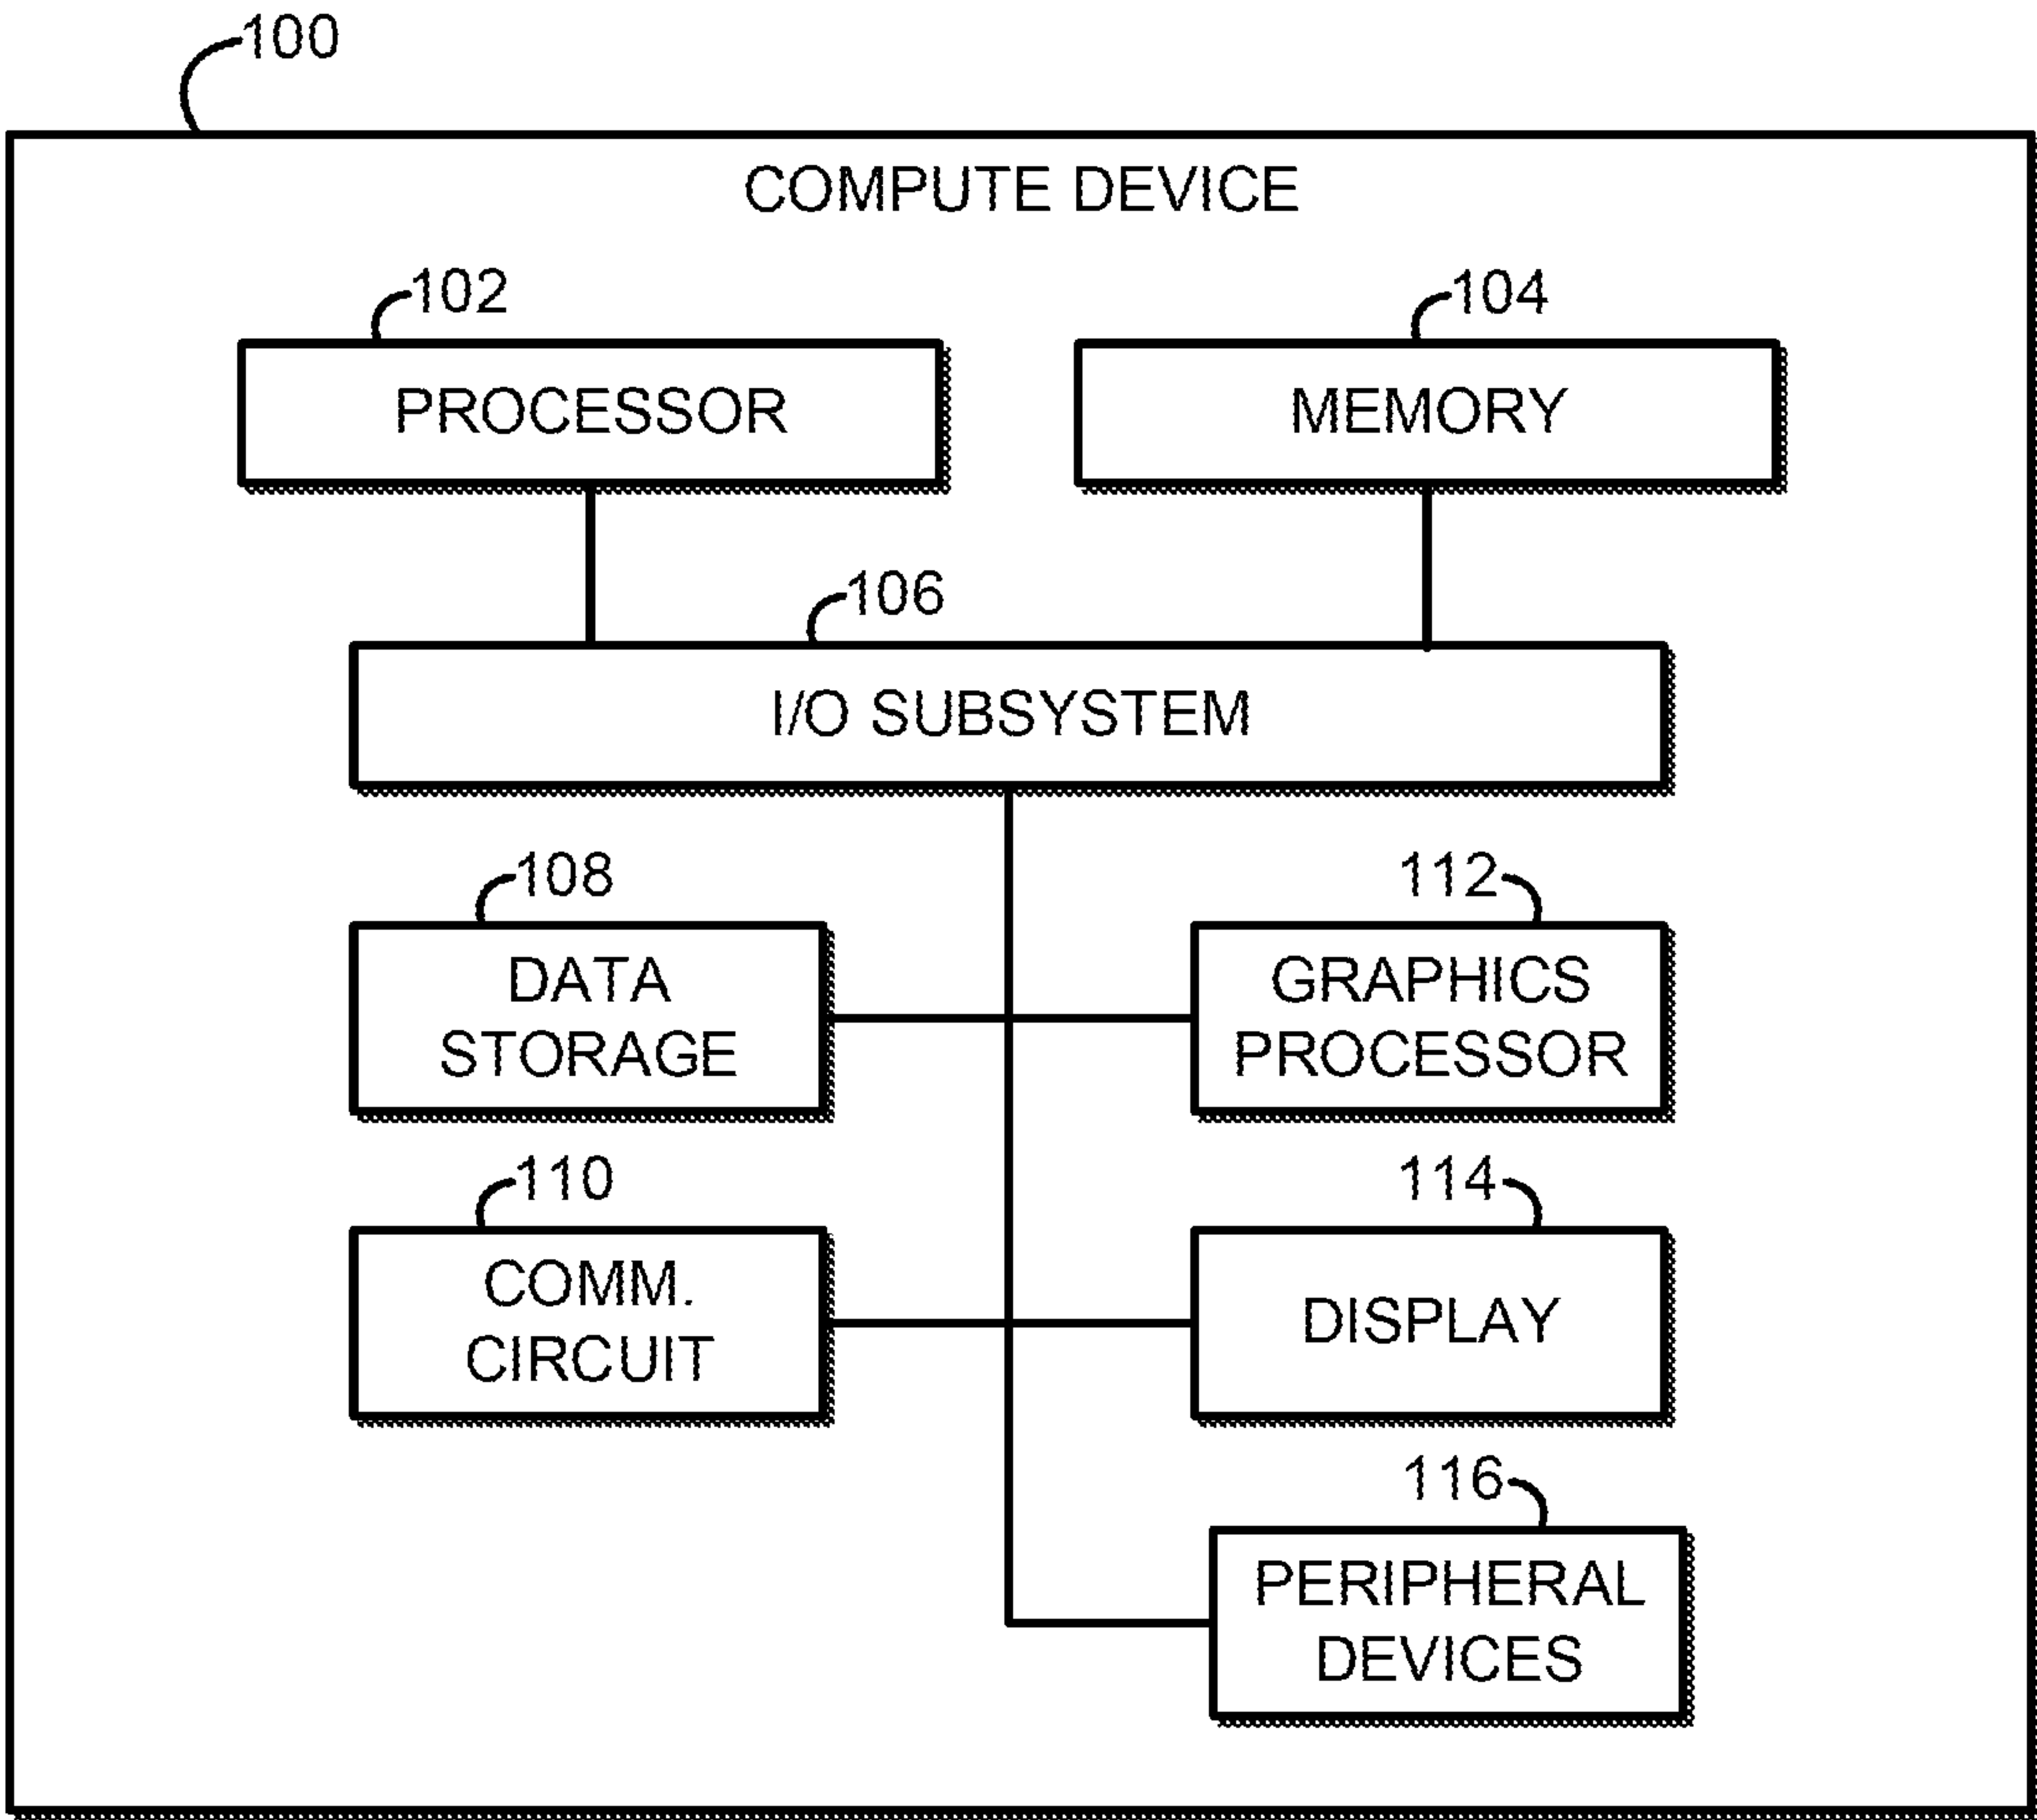 100
COMPUTE DEVICE
102
PROCESSOR
104
MEMORY
106
I/O SUBSYSTEM
108
DATA
STORAGE
112
GRAPHICS
PROCESSOR
110
COMM.
CIRCUIT
114
DISPLAY
116
PERIPHERAL
DEVICES